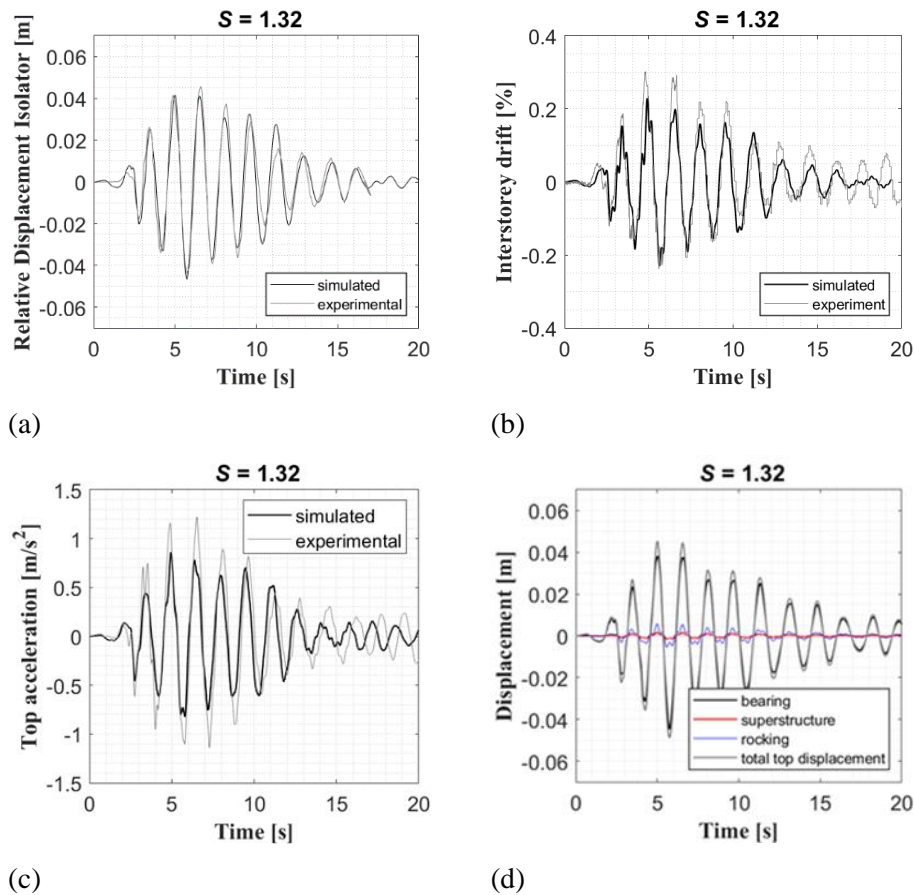 S = 1.32
Relative Displacement Isolator [m]
0.06
0.04
0.02
0
-0.02
-0.04
-0.06
simulated
experimental
0 5 10 15 20
Time [s]
(a)
S = 1.32
Interstorey drift [%]
0.4
0.2
0
-0.2
-0.4
simulated
experiment
0 5 10 15 20
Time [s]
(b)
S = 1.32
Top acceleration [m/s²]
1.5
1
0.5
0
-0.5
-1
-1.5
simulated
experimental
0 5 10 15 20
Time [s]
(c)
S = 1.32
Displacement [m]
0.06
0.04
0.02
0
-0.02
-0.04
-0.06
bearing
superstructure
rocking
total top displacement
0 5 10 15 20
Time [s]
(d)